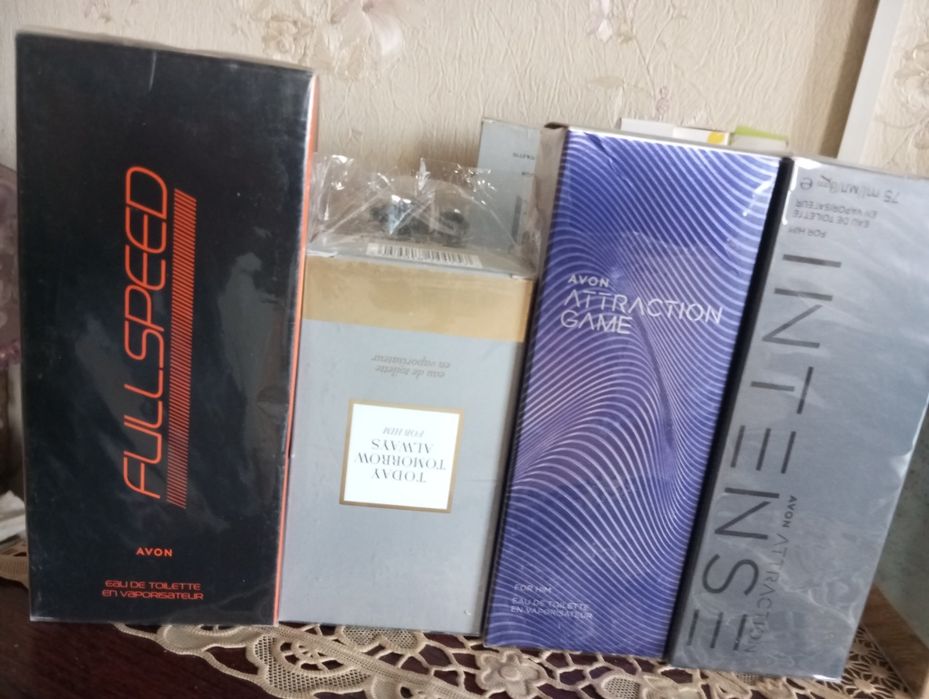 FULLSPEED
AVON
EAU DE TOILETTE
EN VAPORISATEUR
TODAY
TOMORROW
ALWAYS
FOR HIM
eau de toilette
en vaporisateur
AVON
ATTRACTION
GAME
FOR HIM
EAU DE TOILETTE
EN VAPORISATEUR
INTENSE
AVON ATTRACTION
FOR HIM
EAU DE TOILETTE
EN VAPORISATEUR
75 ml